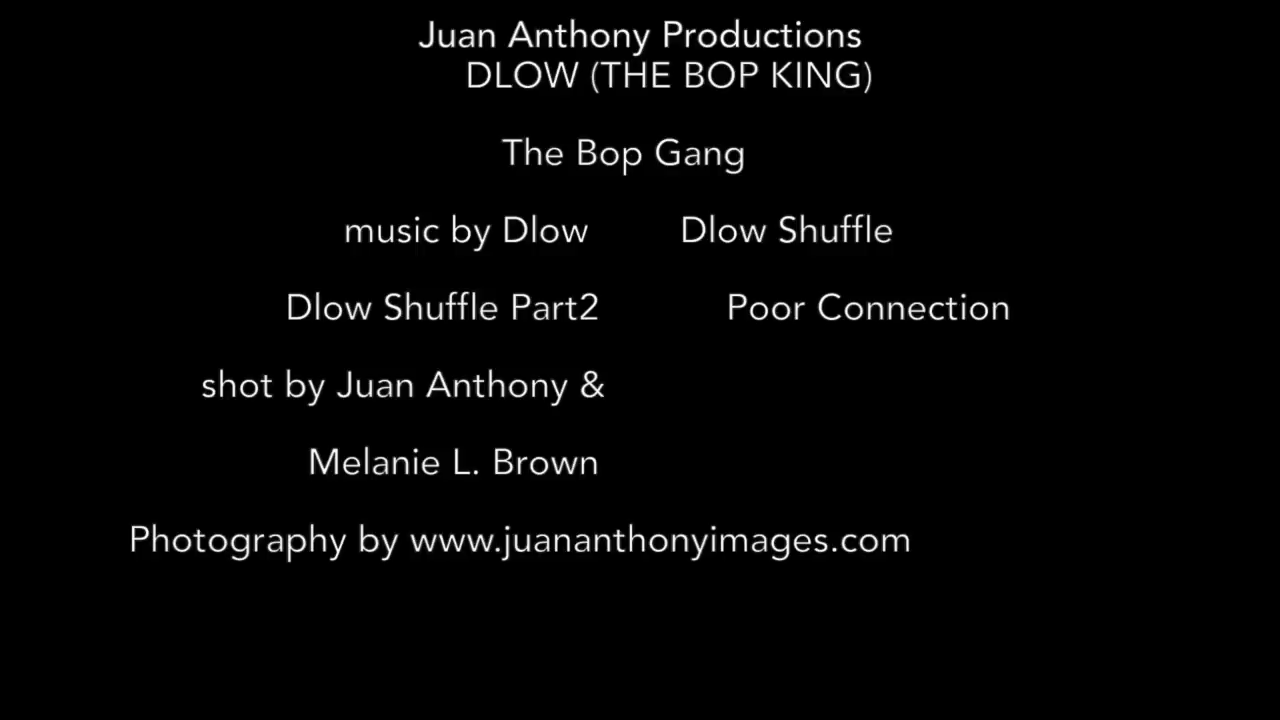 Juan Anthony Productions
DLOW (THE BOP KING)
The Bop Gang
music by Dlow Dlow Shuffle
Dlow Shuffle Part2 Poor Connection
shot by Juan Anthony &
Melanie L. Brown
Photography by www.juananthonyimages.com